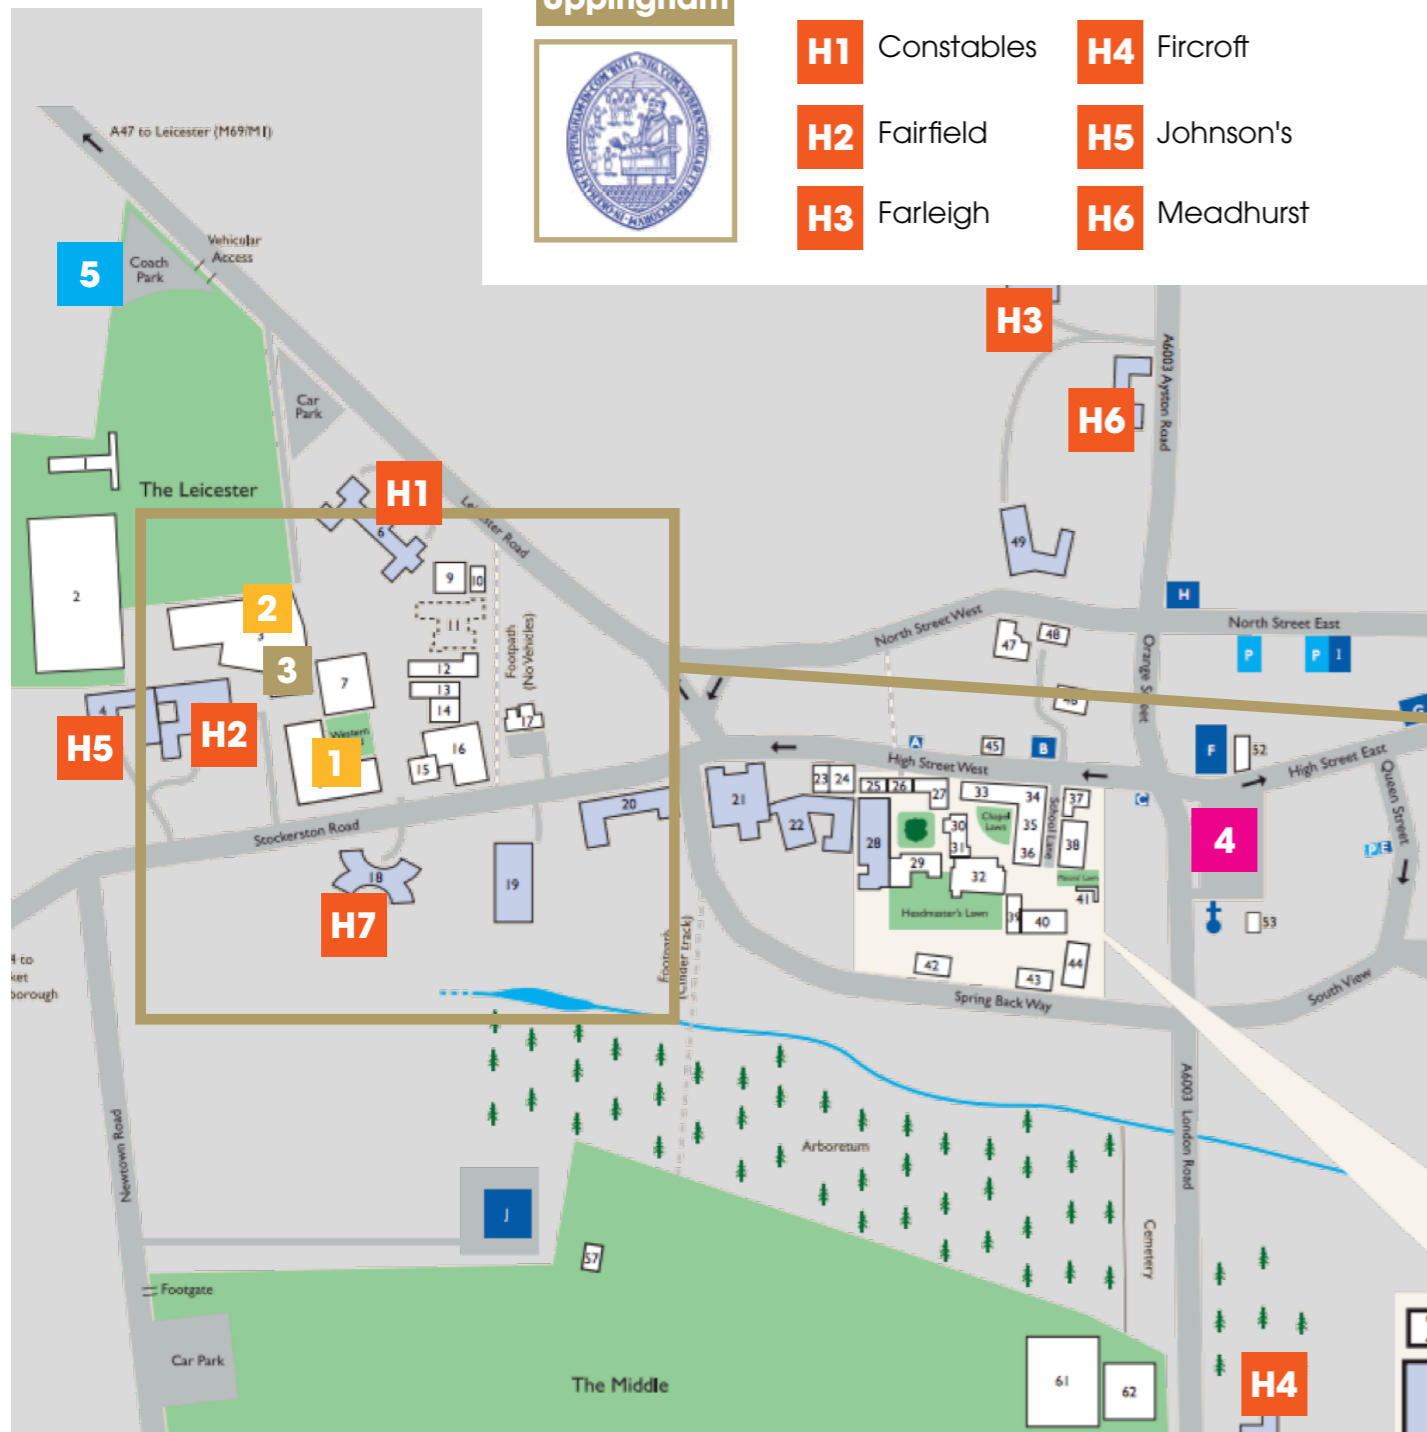 Uppingham
H1 Constables
H4 Fircroft
H2 Fairfield
H5 Johnson's
H3 Farleigh
H6 Meadhurst
A47 to Leicester (M69/M1)
Vehicular
Access
5
Coach
Park
H3
A6003 Ayston Road
H6
Car
Park
The Leicester
H1
Leicester Road
6
49
2
9
10
2
3
11
Footpath
(No Vehicles)
H
North Street West
North Street East
47
48
Orange Street
P
P
I
3
7
12
13
14
17
4
H5
H2
Western
1
16
15
A
45
B
F
52
High Street West
High Street East
Stockerston Road
20
21
23
24
25
26
27
33
34
37
C
Queen Street
22
28
30
31
Chapel
Lawn
35
36
School Lane
38
4
P
E
18
19
29
32
41
H7
Headmaster's Lawn
39
40
53
Footpath
(Cinder track)
42
43
44
4 to
ket
borough
Spring Back Way
South View
Newtown Road
A6003 London Road
Arboretum
J
57
Cemetery
Footgate
Car Park
The Middle
61
62
H4